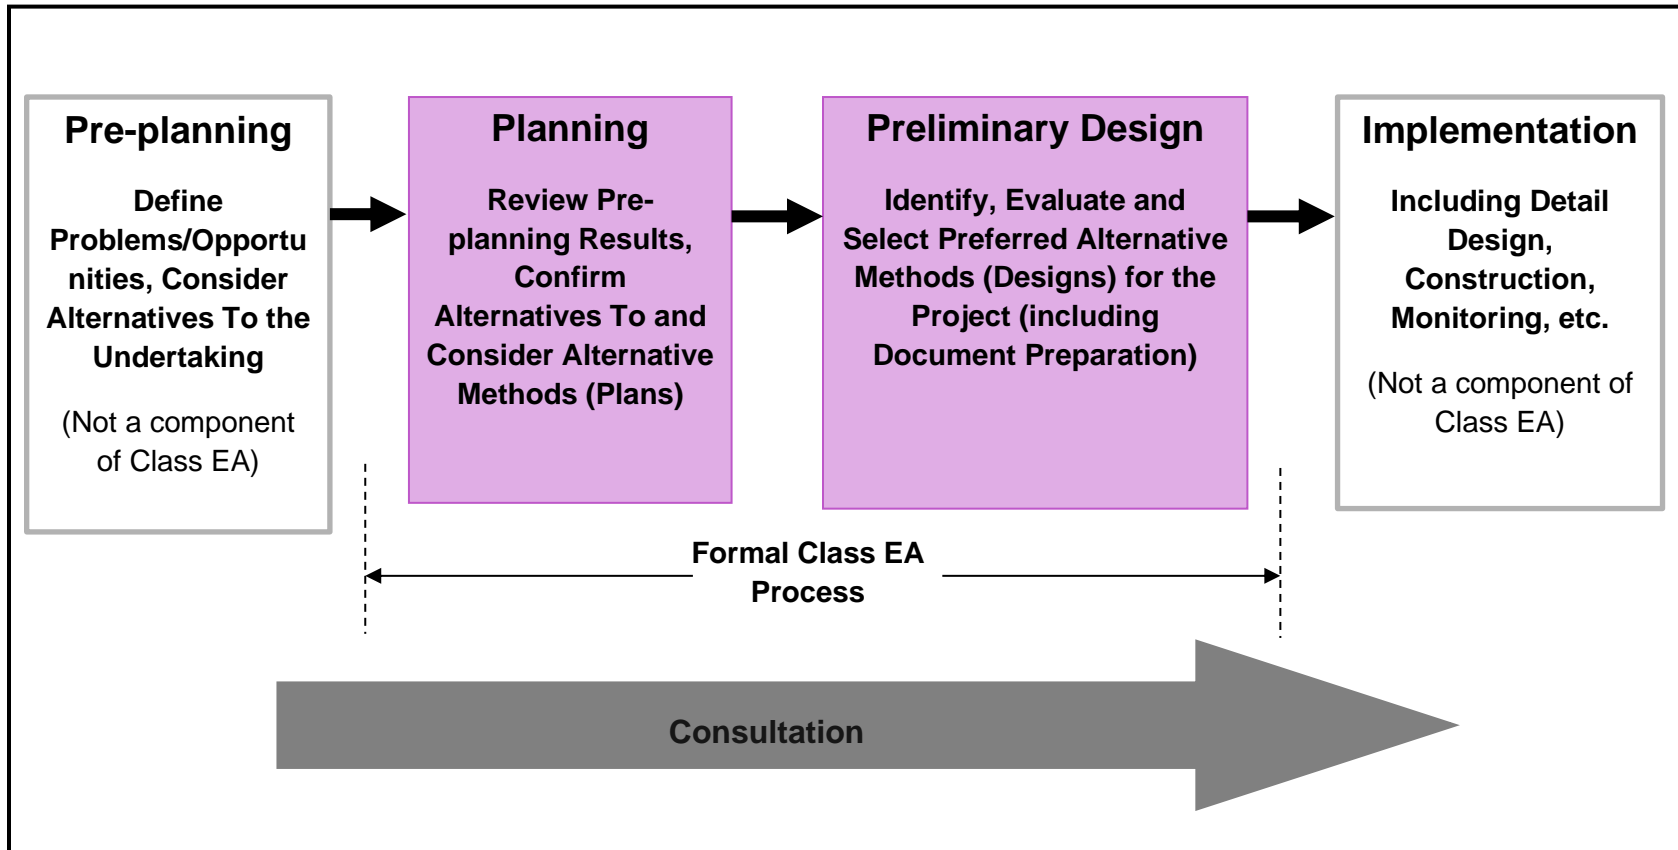 Pre-planning
Define
Problems/Opportu
nities, Consider
Alternatives To the
Undertaking
(Not a component
of Class EA)
Planning
Review Pre-
planning Results,
Confirm
Alternatives To and
Consider Alternative
Methods (Plans)
Preliminary Design
Identify, Evaluate and
Select Preferred Alternative
Methods (Designs) for the
Project (including
Document Preparation)
Implementation
Including Detail
Design,
Construction,
Monitoring, etc.
(Not a component of
Class EA)
Formal Class EA
Process
Consultation